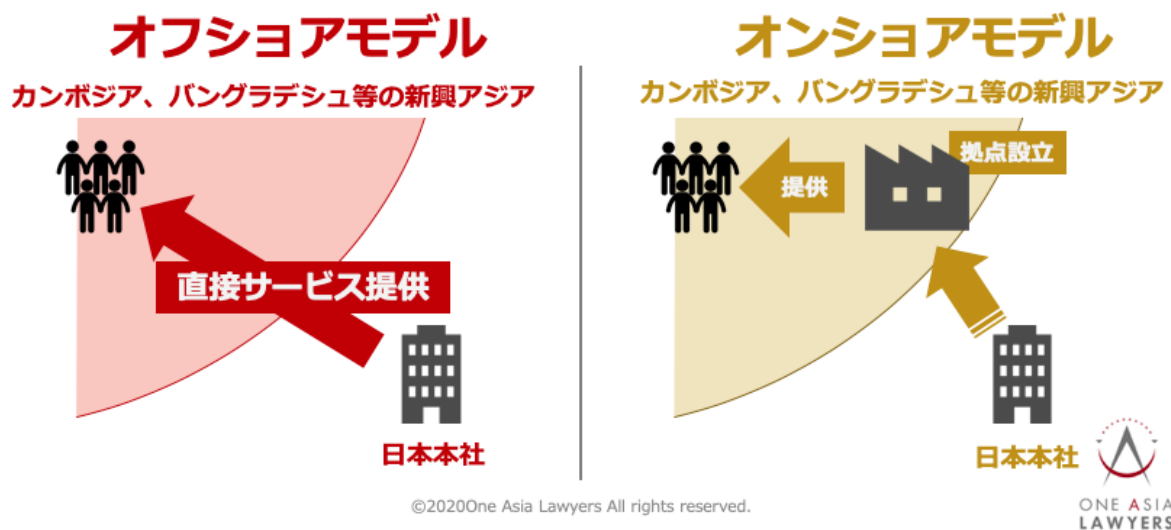 オフショアモデル
カンボジア、バングラデシュ等の新興アジア
直接サービス提供
日本本社
オンショアモデル
カンボジア、バングラデシュ等の新興アジア
拠点設立
提供
日本本社
©2020One Asia Lawyers All rights reserved.
ONE ASIA
LAWYERS